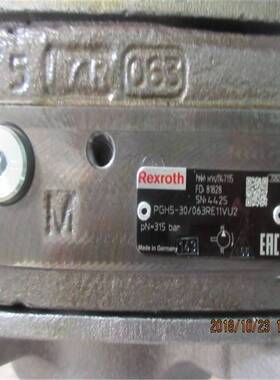 5 17R 063
Rexroth
FD: 81828
SN: 4425
PGH5-30/063RE11VU2
pN=315 bar
Made in Germany 343
EAC
M
2018/10/23